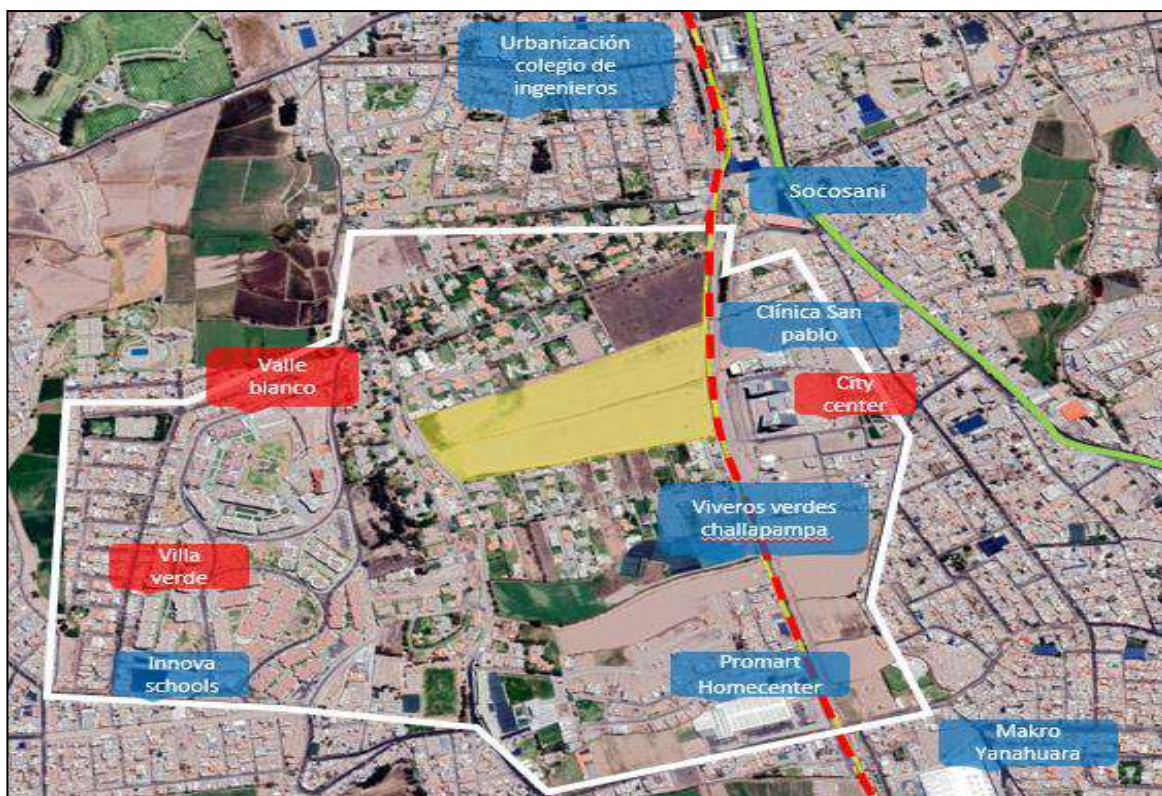 Urbanización
colegio de
ingenieros
Socosani
Clínica San
pablo
Valle
blanco
City
center
Viveros verdes
challapampa
Villa
verde
Innova
schools
Promart
Homecenter
Makro
Yanahuara